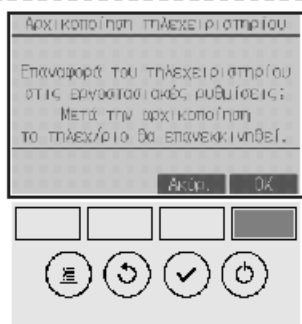 Αρχικοποίηση τηλεχειριστηρίου
Επαναφορά του τηλεχειριστηρίου
στις εργοστασιακές ρυθμίσεις;
Μετά την αρχικοποίηση
το τηλεχ/ριο θα επανεκκινηθεί.
Ακύρ. OK